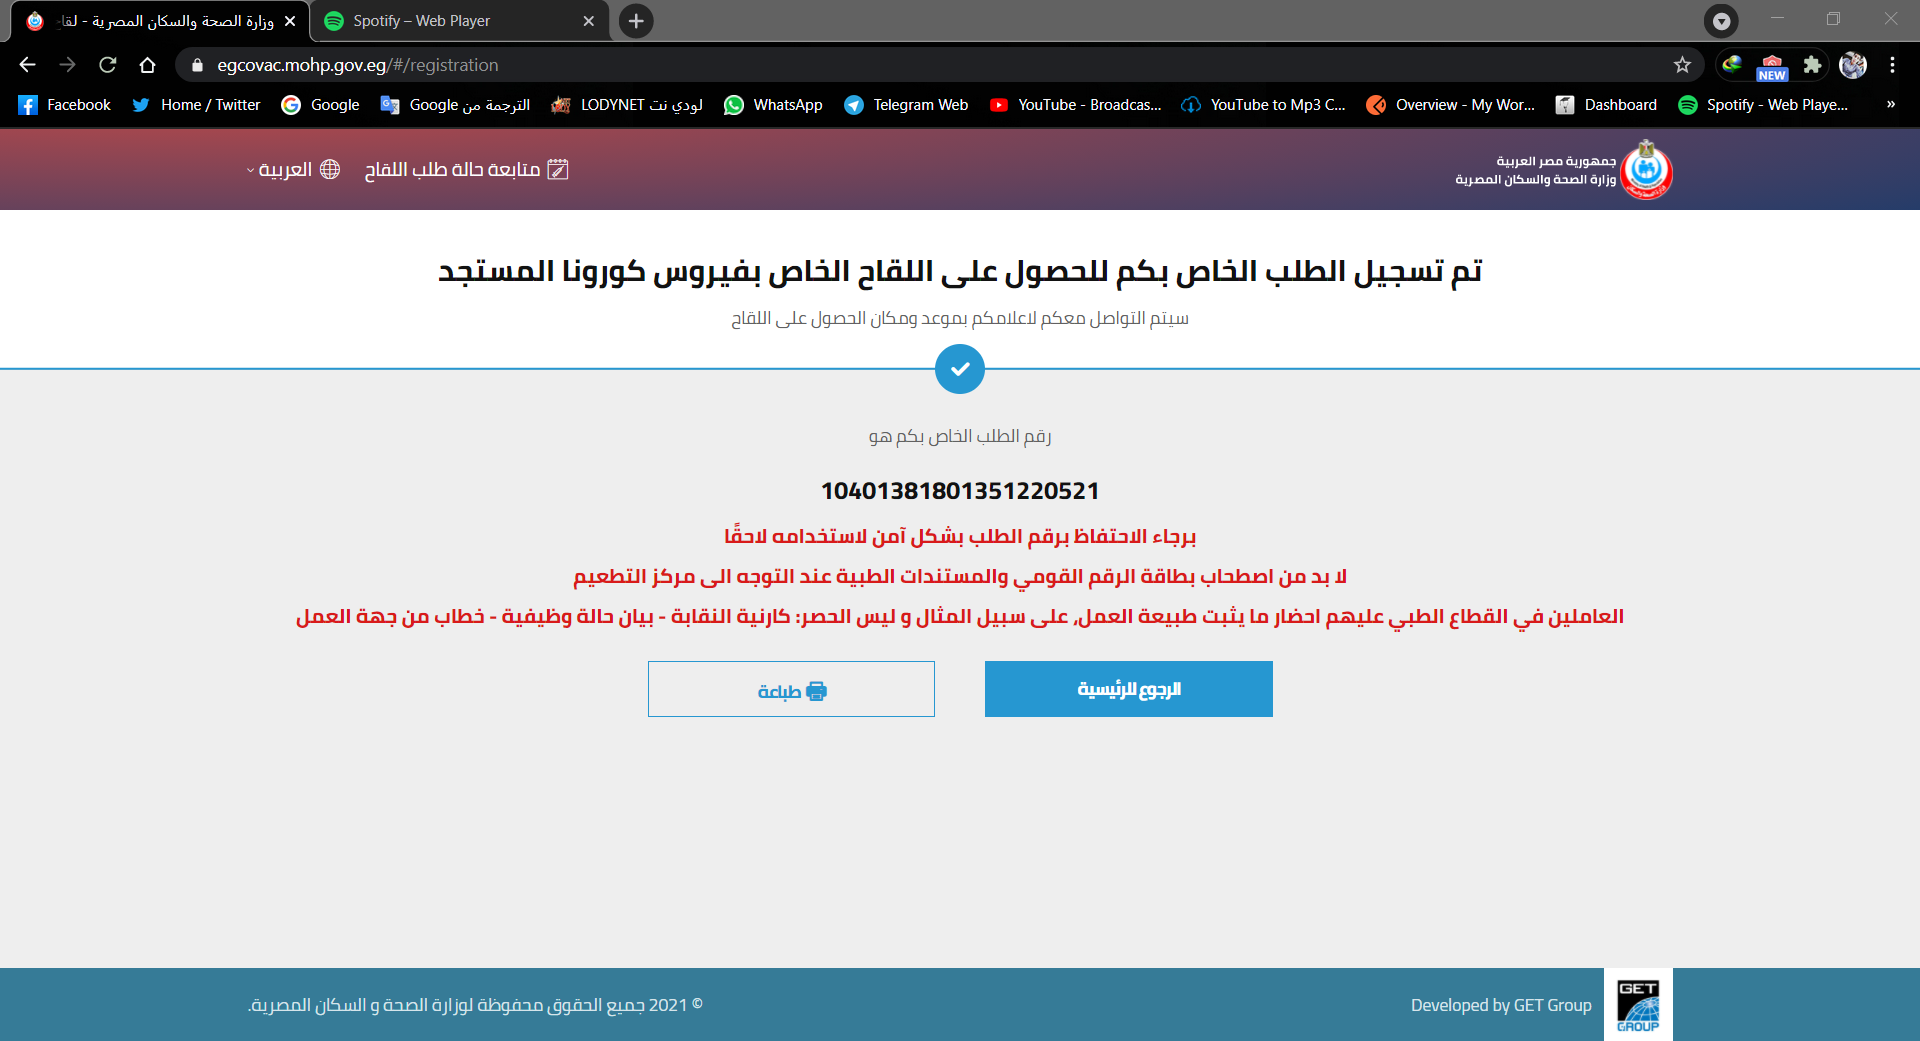 وزارة الصحة والسكان المصرية - لقا
Spotify – Web Player
egcovac.mohp.gov.eg/#/registration
NEW
Facebook
Home / Twitter
Google
الترجمة من Google
لودي نت LODYNET
WhatsApp
Telegram Web
YouTube - Broadcas...
YouTube to Mp3 C...
Overview - My Wor...
Dashboard
Spotify - Web Playe...
»
جمهورية مصر العربية
وزارة الصحة والسكان المصرية
متابعة حالة طلب اللقاح
العربية
تم تسجيل الطلب الخاص بكم للحصول على اللقاح الخاص بفيروس كورونا المستجد
سيتم التواصل معكم لاعلامكم بموعد ومكان الحصول على اللقاح
رقم الطلب الخاص بكم هو
10401381801351220521
برجاء الاحتفاظ برقم الطلب بشكل آمن لاستخدامه لاحقًا
لا بد من اصطحاب بطاقة الرقم القومي والمستندات الطبية عند التوجه الى مركز التطعيم
العاملين في القطاع الطبي عليهم احضار ما يثبت طبيعة العمل، على سبيل المثال و ليس الحصر: كارنية النقابة - بيان حالة وظيفية - خطاب من جهة العمل
الرجوع للرئيسية
طباعة
© 2021 جميع الحقوق محفوظة لوزارة الصحة و السكان المصرية.
Developed by GET Group
GET
GROUP